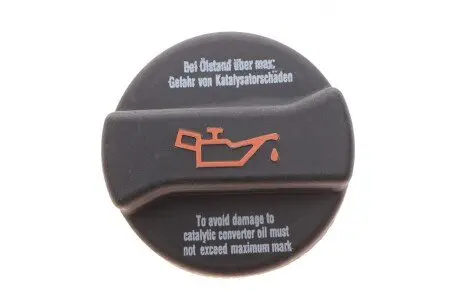 Bei Ölstand über max:
Gefahr von Katalysatorschäden
To avoid damage to
catalytic converter oil must
not exceed maximum mark